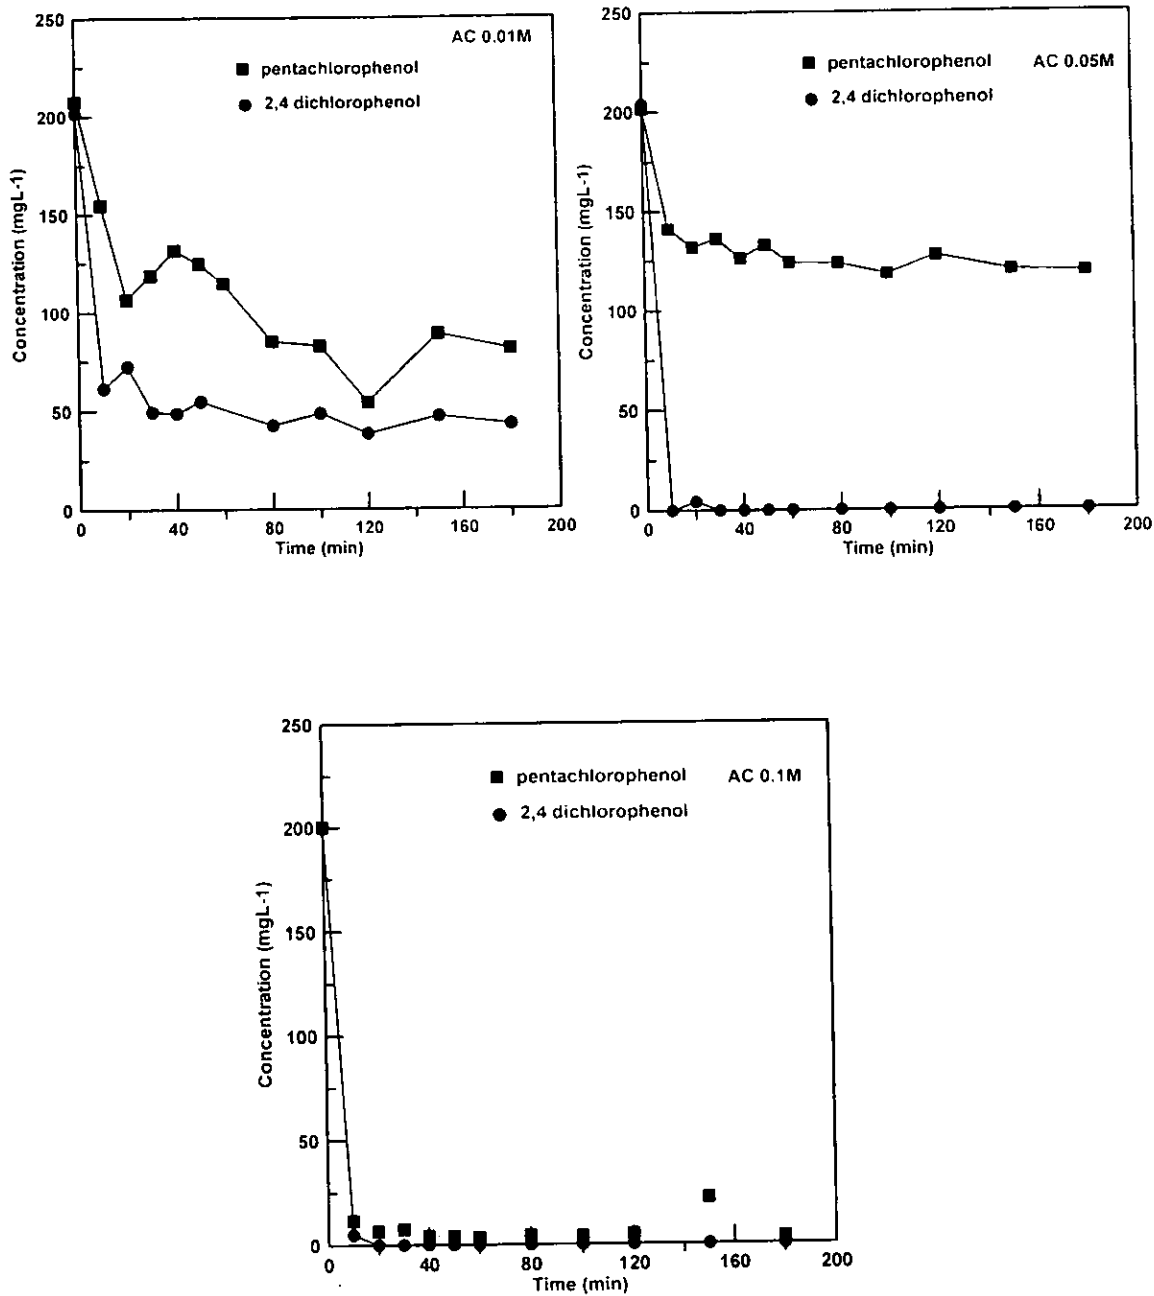 250
200
150
100
50
0
Concentration (mgL-1)
AC 0.01M
pentachlorophenol
2,4 dichlorophenol
0 40 80 120 160 200
Time (min)
250
200
150
100
50
0
Concentration (mgL-1)
pentachlorophenol AC 0.05M
2,4 dichlorophenol
0 40 80 120 160 200
Time (min)
250
200
150
100
50
0
Concentration (mgL-1)
pentachlorophenol AC 0.1M
2,4 dichlorophenol
0 40 80 120 160 200
Time (min)